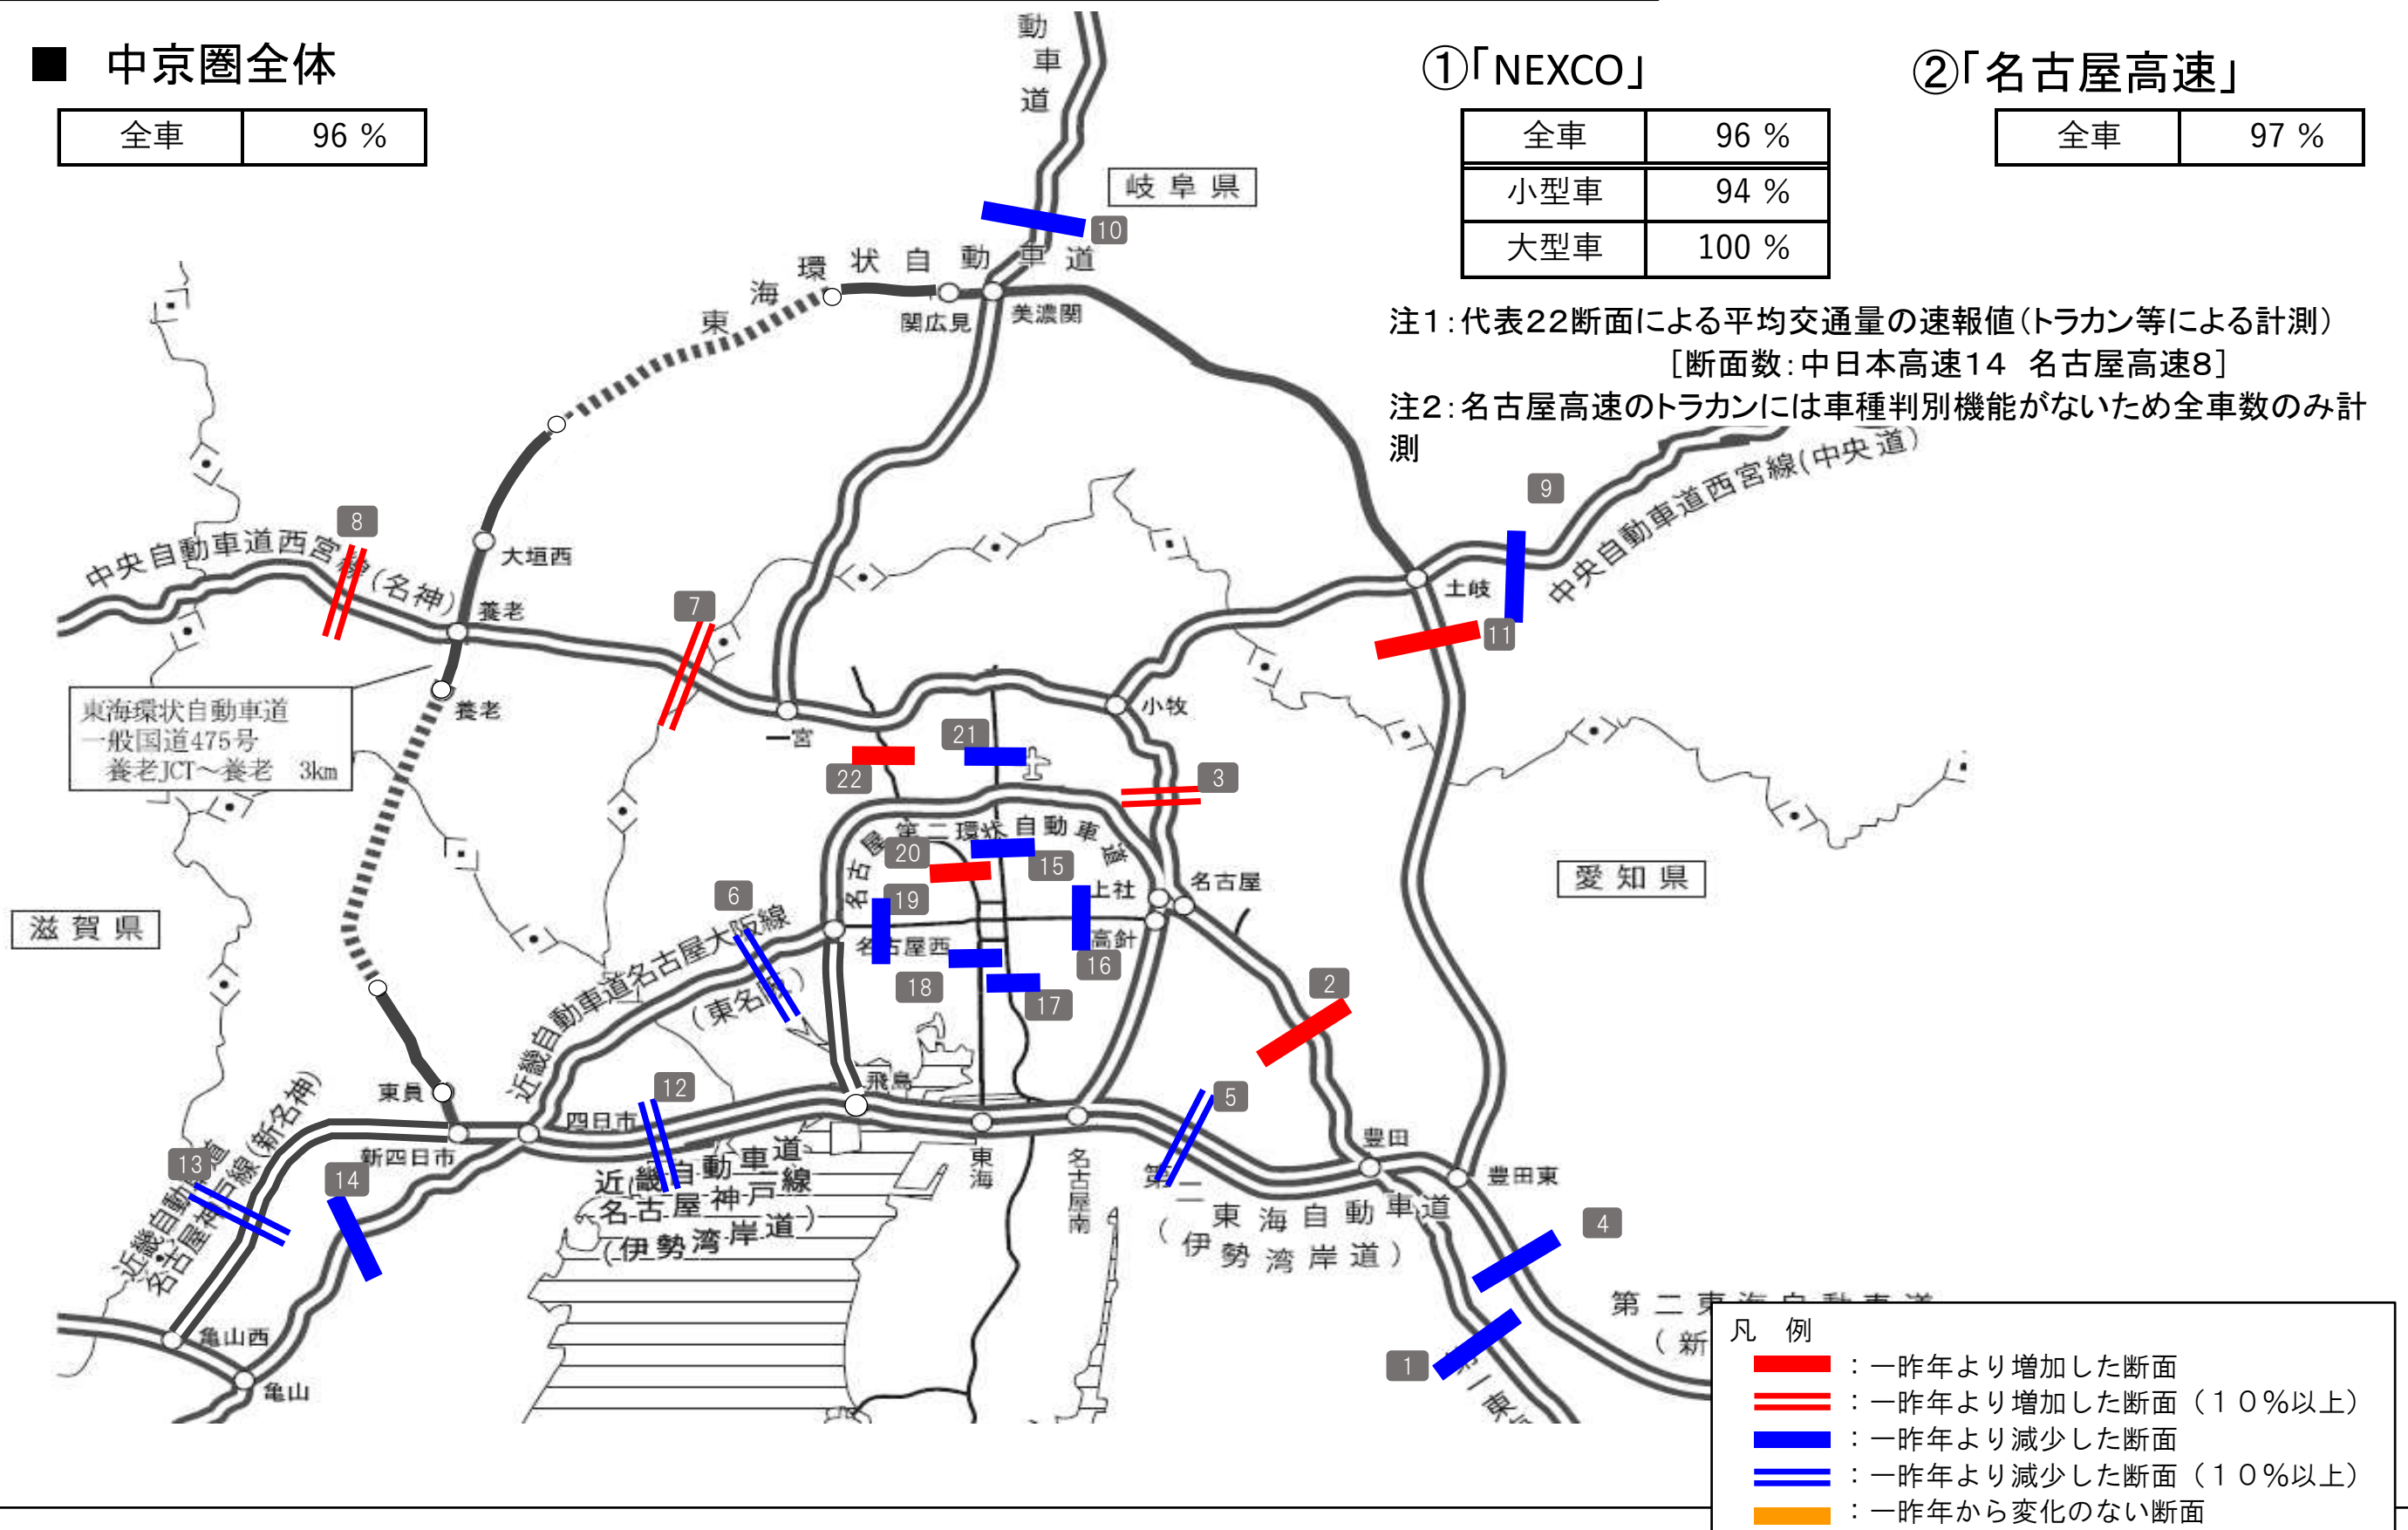 ■ 中京圏全体
全車 96 %
①「NEXCO」
全車 96 %
小型車 94 %
大型車 100 %
②「名古屋高速」
全車 97 %
注1：代表22断面による平均交通量の速報値（トラカン等による計測）
［断面数：中日本高速14 名古屋高速8］
注2：名古屋高速のトラカンには車種判別機能がないため全車数のみ計
測
動車道
岐阜県
10
東海環状自動車道
関広見
美濃関
9
中央自動車道西宮線(中央道)
8
中央自動車道西宮線(名神)
大垣西
養老
7
土岐
11
養老
東海環状自動車道
一般国道475号
養老JCT～養老 3km
一宮
小牧
21
22
3
名古屋第二環状自動車道
20
15
上社
名古屋
愛知県
19
6
滋賀県
名古屋西
高針
16
近畿自動車道名古屋大阪線
(東名阪)
18
17
2
東員
飛島
12
5
四日市
新四日市
豊田
13
14
近畿自動車道
名古屋神戸線(新名神)
近畿自動車道
名古屋神戸線
(伊勢湾岸道)
東海
名古屋南
豊田東
第二東海自動車道
(伊勢湾岸道)
4
亀山西
亀山
1
第二東海自動車道
(新
第一東
凡 例
：一昨年より増加した断面
：一昨年より増加した断面（１０％以上）
：一昨年より減少した断面
：一昨年より減少した断面（１０％以上）
：一昨年から変化のない断面